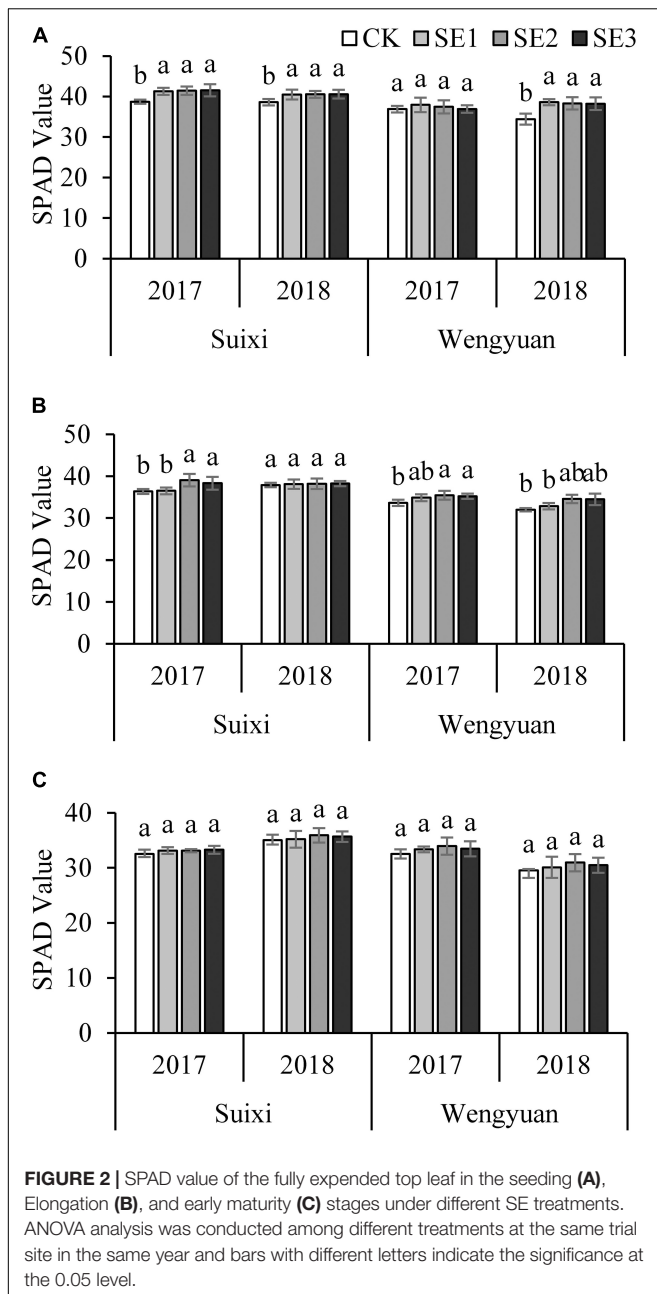 A
CK SE1 SE2 SE3
50
40
30
20
10
0
SPAD Value
b a a a b a a a a a a a b a a a
2017 2018 2017 2018
Suixi Wengyuan
B
50
40
30
20
10
0
SPAD Value
b b a a a a a a b ab a a b b ab ab
2017 2018 2017 2018
Suixi Wengyuan
C
40
30
20
10
0
SPAD Value
a a a a a a a a a a a a a a a a
2017 2018 2017 2018
Suixi Wengyuan
FIGURE 2 | SPAD value of the fully expended top leaf in the seeding (A),
Elongation (B), and early maturity (C) stages under different SE treatments.
ANOVA analysis was conducted among different treatments at the same trial
site in the same year and bars with different letters indicate the significance at
the 0.05 level.